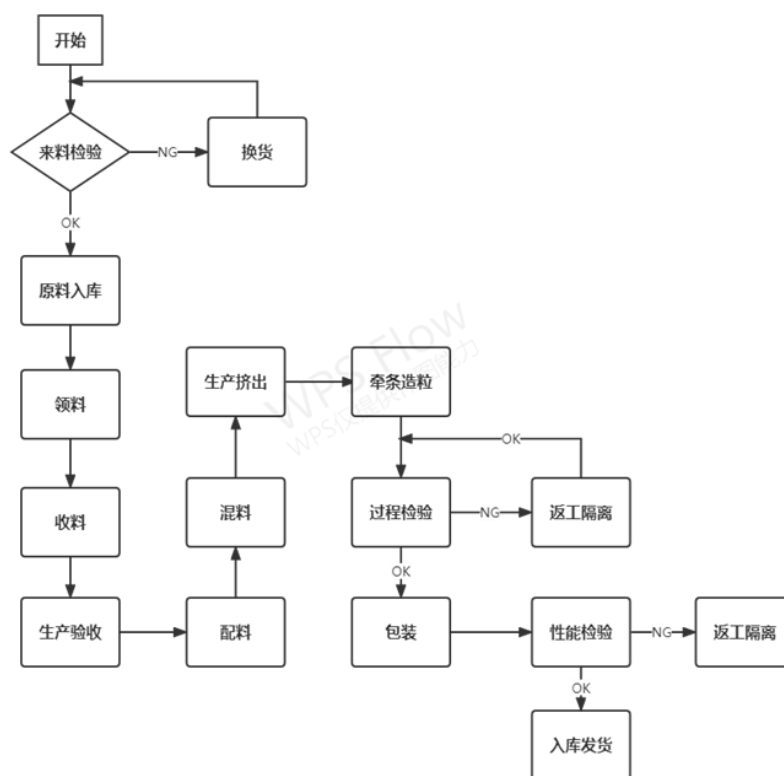 开始
来料检验
NG
换货
OK
原料入库
领料
收料
生产验收
配料
混料
生产挤出
牵条造粒
OK
过程检验
NG
返工隔离
OK
包装
性能检验
NG
返工隔离
OK
入库发货
WPS Flow